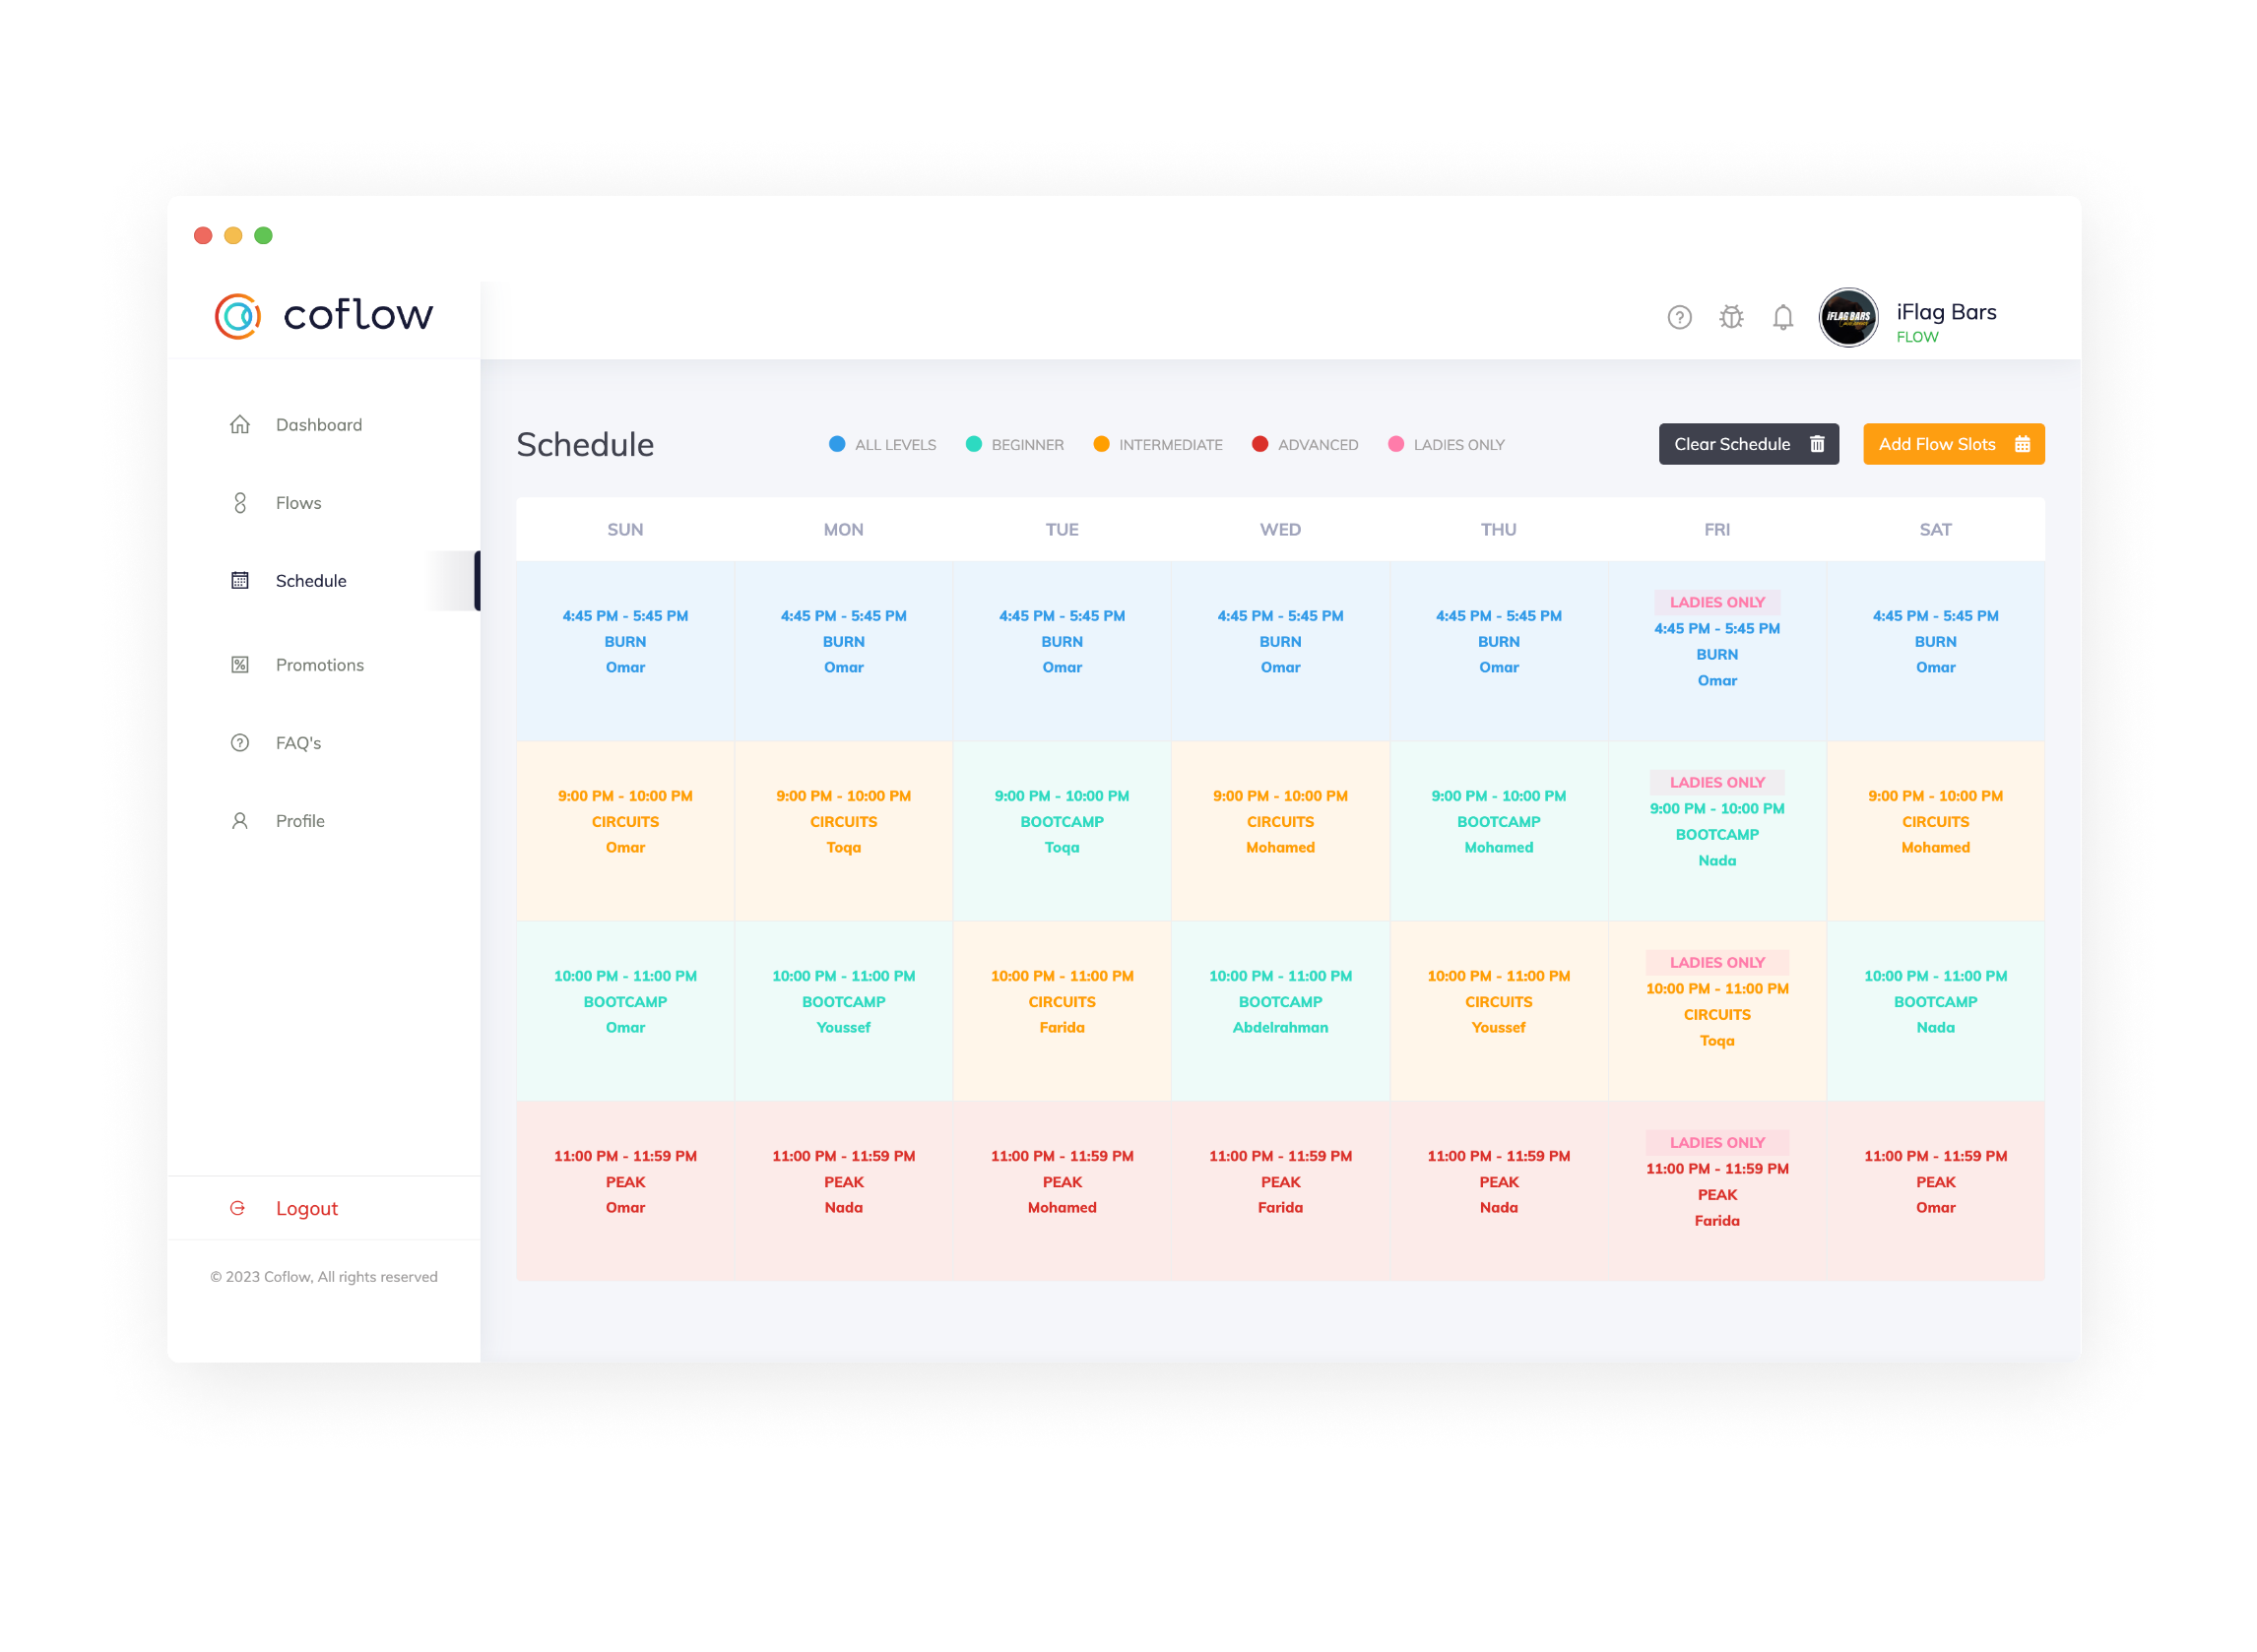 coflow
iFLAG BARS
iFlag Bars
FLOW
Dashboard
Flows
Schedule
Promotions
FAQ's
Profile
Logout
© 2023 Coflow, All rights reserved
Schedule
ALL LEVELS
BEGINNER
INTERMEDIATE
ADVANCED
LADIES ONLY
Clear Schedule
Add Flow Slots
SUN MON TUE WED THU FRI SAT
4:45 PM - 5:45 PM
BURN
Omar
4:45 PM - 5:45 PM
BURN
Omar
4:45 PM - 5:45 PM
BURN
Omar
4:45 PM - 5:45 PM
BURN
Omar
4:45 PM - 5:45 PM
BURN
Omar
LADIES ONLY
4:45 PM - 5:45 PM
BURN
Omar
4:45 PM - 5:45 PM
BURN
Omar
9:00 PM - 10:00 PM
CIRCUITS
Omar
9:00 PM - 10:00 PM
CIRCUITS
Toqa
9:00 PM - 10:00 PM
BOOTCAMP
Toqa
9:00 PM - 10:00 PM
CIRCUITS
Mohamed
9:00 PM - 10:00 PM
BOOTCAMP
Mohamed
LADIES ONLY
9:00 PM - 10:00 PM
BOOTCAMP
Nada
9:00 PM - 10:00 PM
CIRCUITS
Mohamed
10:00 PM - 11:00 PM
BOOTCAMP
Omar
10:00 PM - 11:00 PM
BOOTCAMP
Youssef
10:00 PM - 11:00 PM
CIRCUITS
Farida
10:00 PM - 11:00 PM
BOOTCAMP
Abdelrahman
10:00 PM - 11:00 PM
CIRCUITS
Youssef
LADIES ONLY
10:00 PM - 11:00 PM
CIRCUITS
Toqa
10:00 PM - 11:00 PM
BOOTCAMP
Nada
11:00 PM - 11:59 PM
PEAK
Omar
11:00 PM - 11:59 PM
PEAK
Nada
11:00 PM - 11:59 PM
PEAK
Mohamed
11:00 PM - 11:59 PM
PEAK
Farida
11:00 PM - 11:59 PM
PEAK
Nada
LADIES ONLY
11:00 PM - 11:59 PM
PEAK
Farida
11:00 PM - 11:59 PM
PEAK
Omar